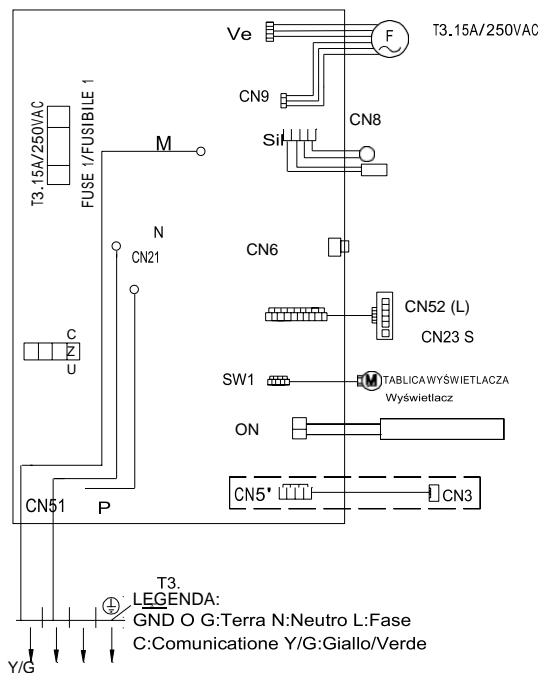 Ve
F
T3.15A/250VAC
T3.15A/250VAC
FUSE 1/FUSIBILE 1
CN9
CN8
M
Sil
N
CN21
CN6
CN52 (L)
CN23 S
C
Z
U
SW1
M
TABLICA WYŚWIETLACZA
Wyświetlacz
ON
CN5'
CN3
CN51
P
T3.
LEGENDA:
GND O G:Terra N:Neutro L:Fase
C:Comunicatione Y/G:Giallo/Verde
Y/G